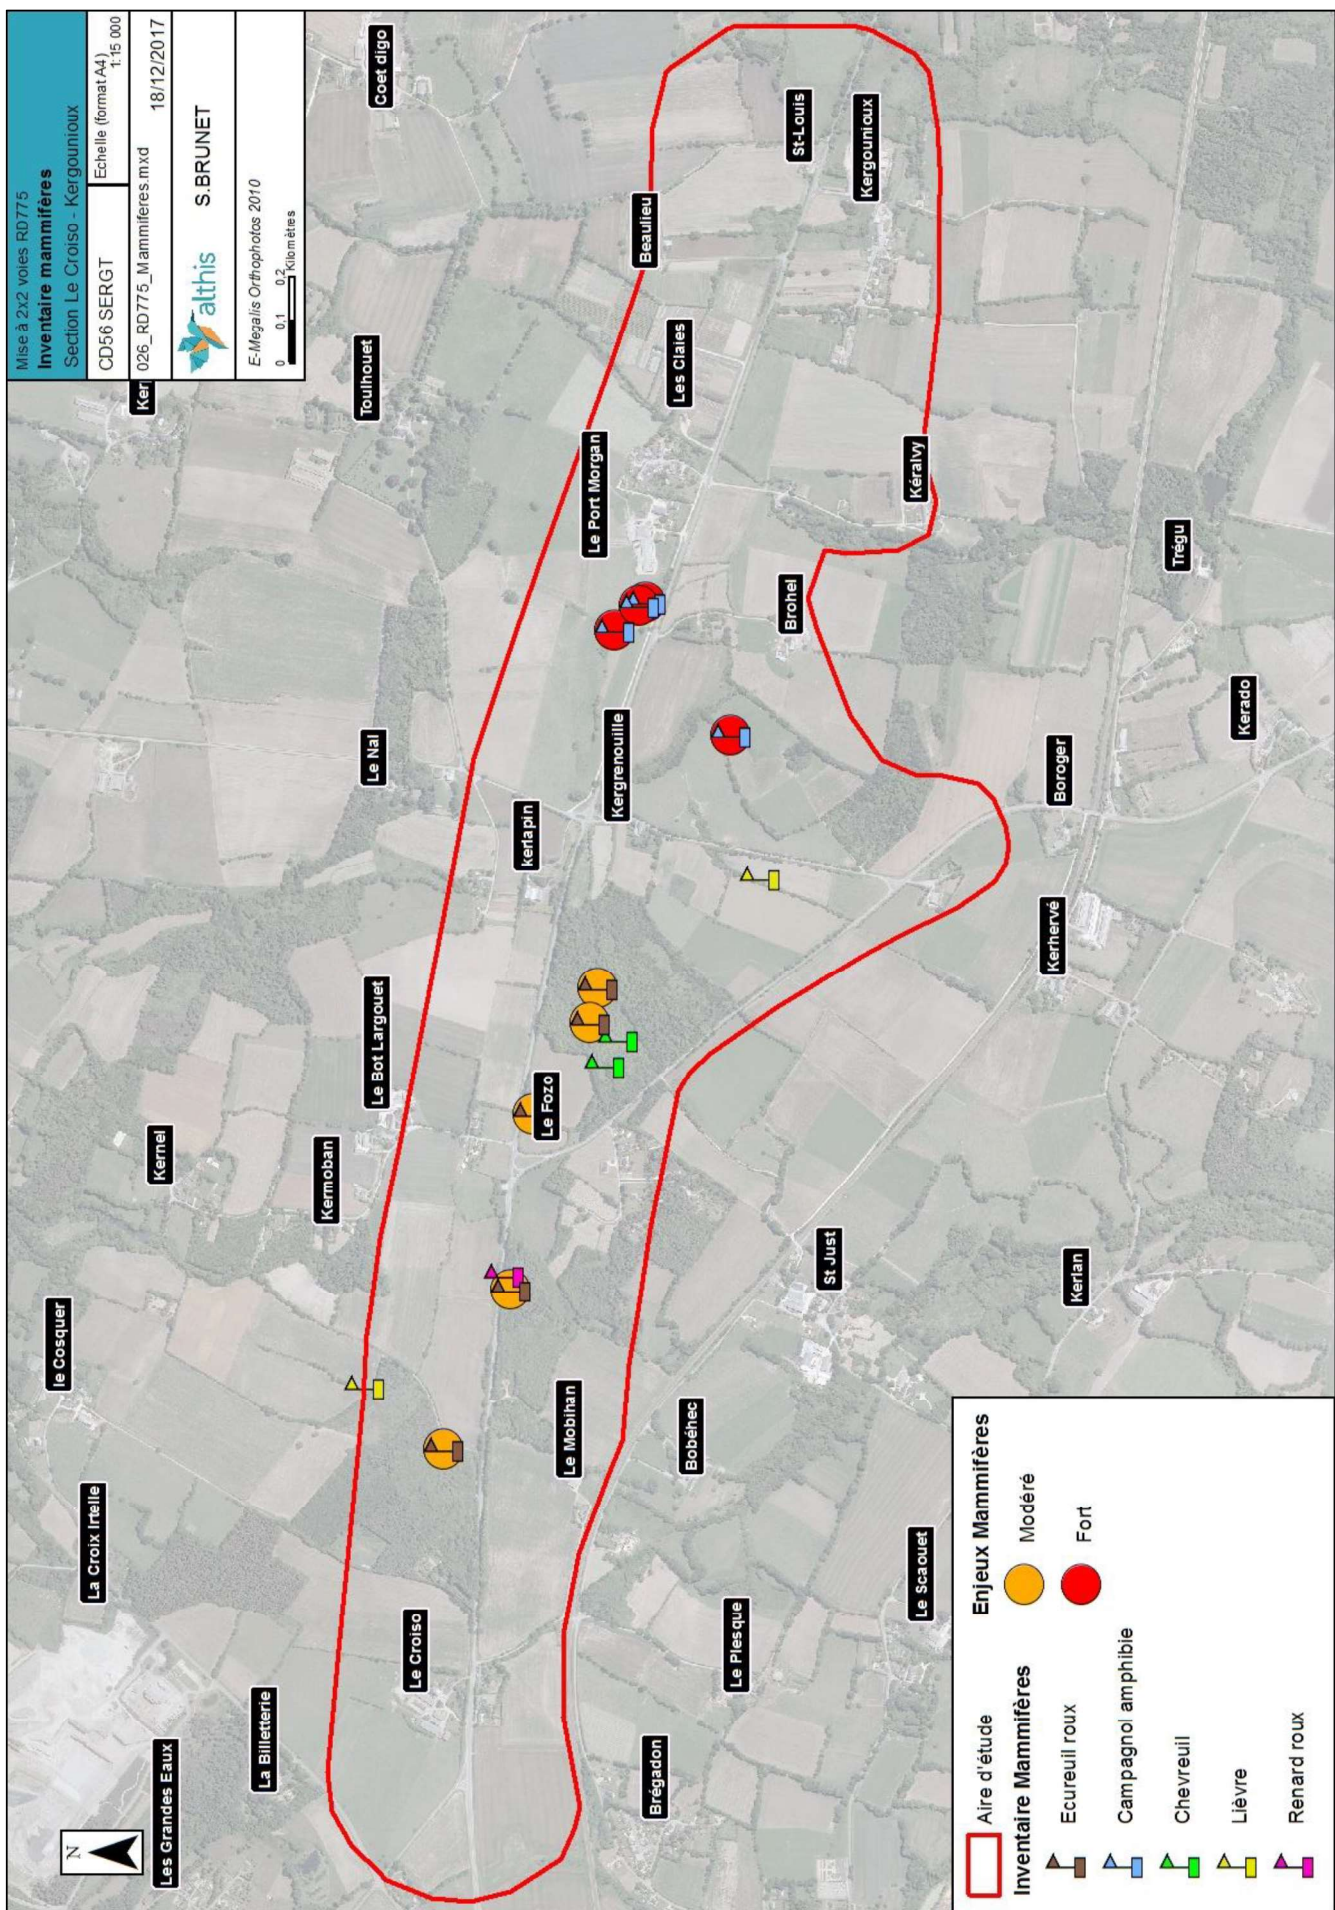 Mise à 2x2 voies RD775
Inventaire mammifères
Section Le Croiso - Kergounioux
CD56 SERGT
Echelle (format A4)
1:15 000
026_RD775_Mammiferes.mxd
18/12/2017
althis
S.BRUNET
E-Megalis Orthophotos 2010
0 0,1 0,2
Kilomètres
N
Les Grandes Eaux
La Billetterie
La Croix Irtelle
le Cosquer
Kernel
Kermoban
Le Bot Largouet
Le Nal
Toulhouet
Coet digo
Le Croiso
Le Fozo
kerlapin
Kergrenouille
Le Port Morgan
Les Claies
Beaulieu
St-Louis
Kergounioux
Kéralvy
Brohel
Trégu
Kerado
Boroger
Kerhervé
Le Mobihan
Bobéhec
St Just
Kerlan
Brégadon
Le Plesque
Le Scaouet
Aire d'étude
Inventaire Mammifères
Ecureuil roux
Campagnol amphibie
Chevreuil
Lièvre
Renard roux
Enjeux Mammifères
Modéré
Fort